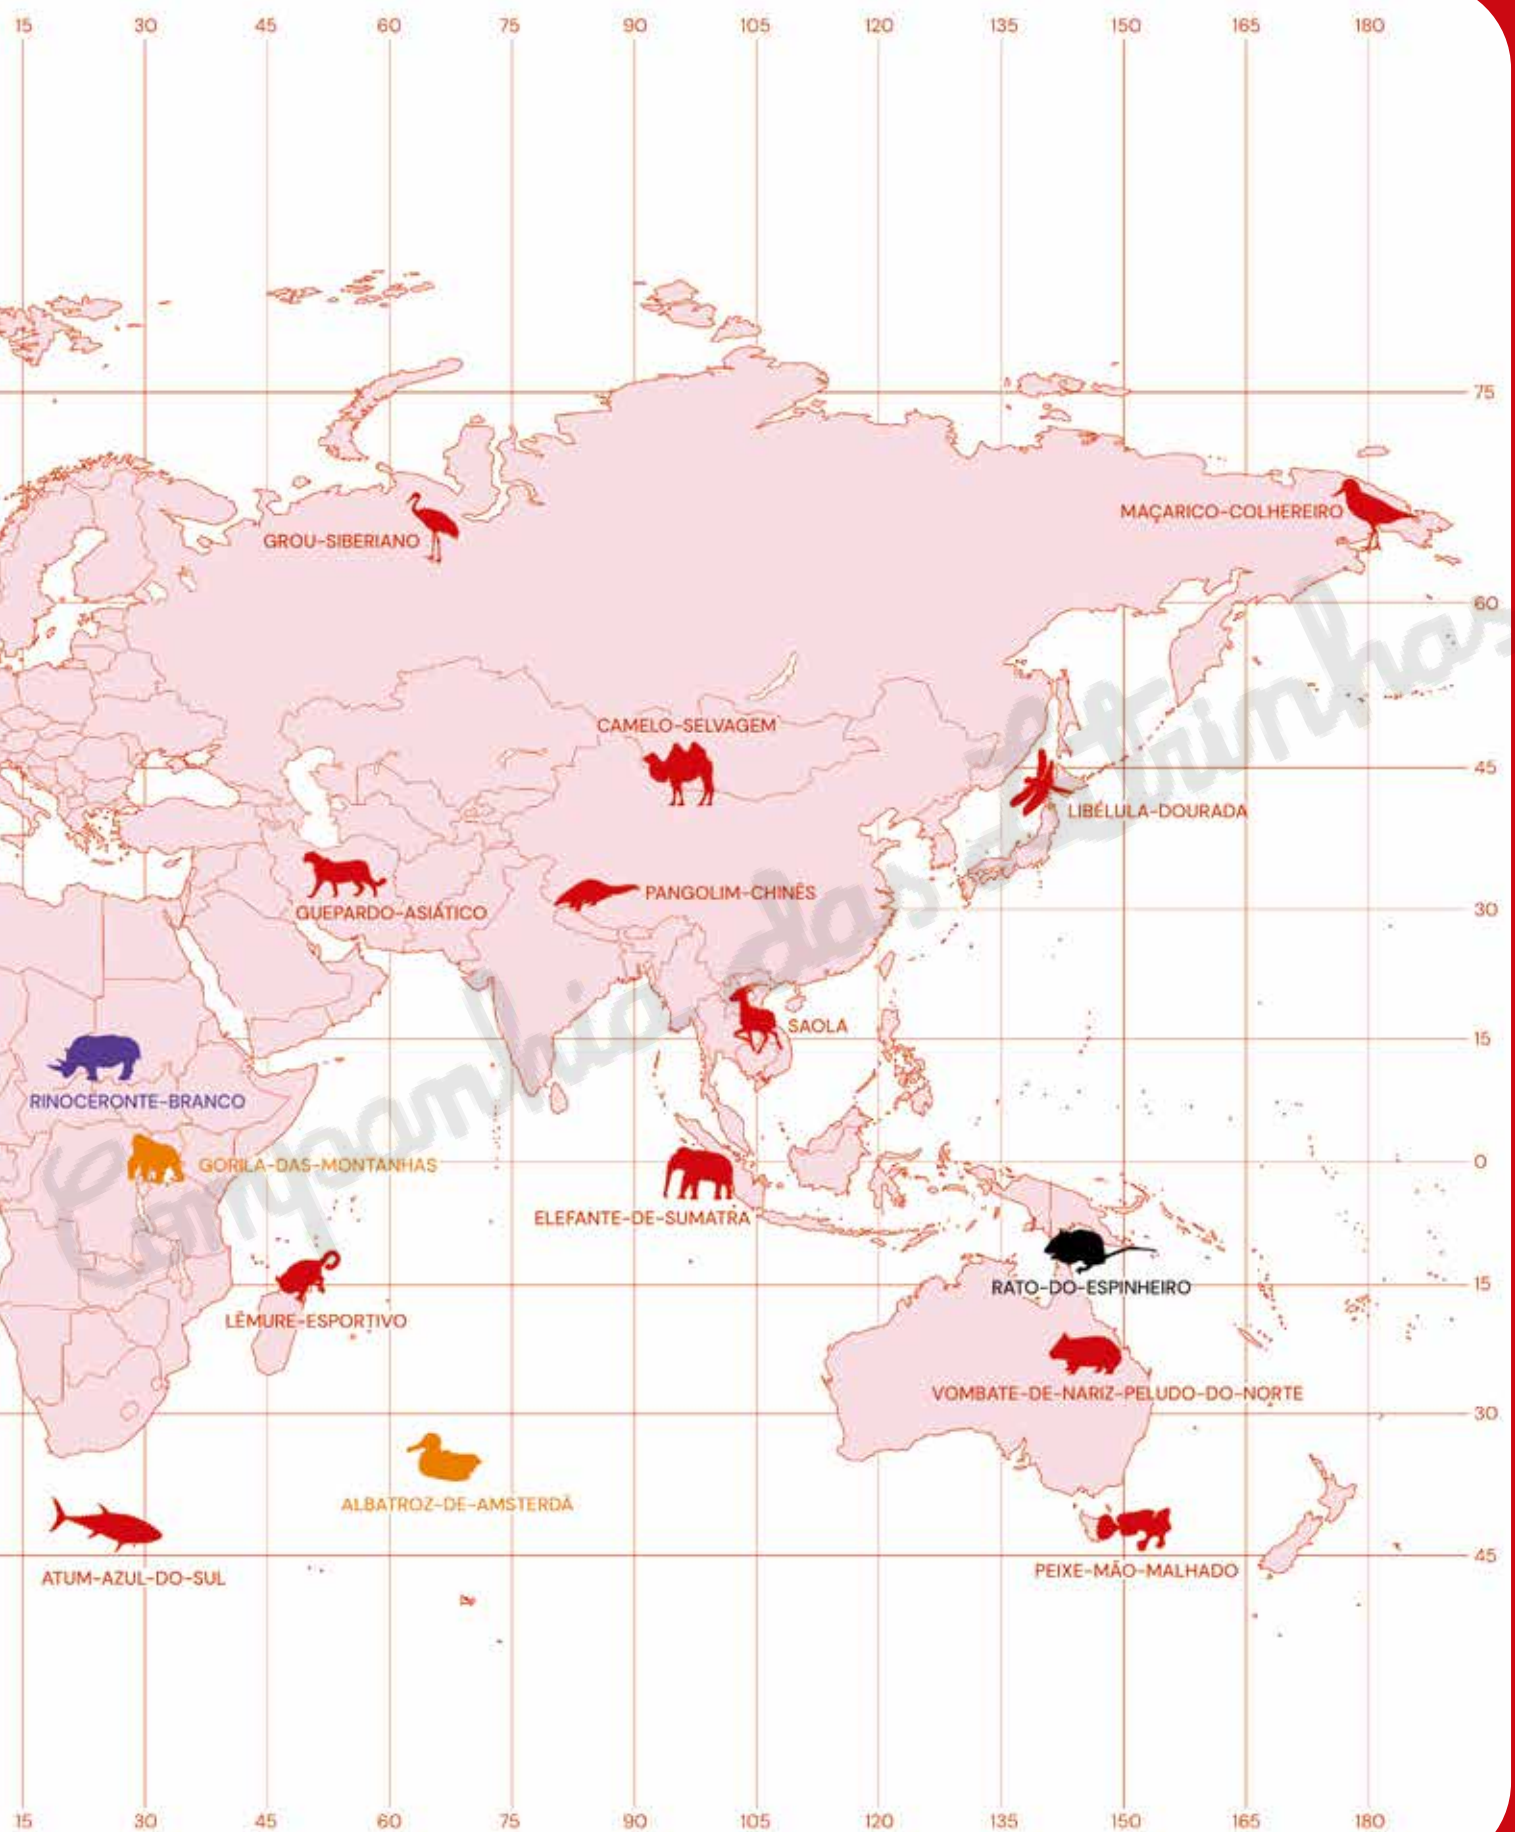 15 30 45 60 75 90 105 120 135 150 165 180
75
MAÇARICO-COLHEREIRO
GROU-SIBERIANO
60
CAMELO-SELVAGEM
45
LIBÉLULA-DOURADA
PANGOLIM-CHINÊS
GUEPARDO-ASIÁTICO
30
SAOLA
15
RINOCERONTE-BRANCO
GORILA-DAS-MONTANHAS
0
ELEFANTE-DE-SUMATRA
RATO-DO-ESPINHEIRO
15
LÊMURE-ESPORTIVO
VOMBATE-DE-NARIZ-PELUDO-DO-NORTE
30
ALBATROZ-DE-AMSTERDÃ
45
PEIXE-MÃO-MALHADO
ATUM-AZUL-DO-SUL
15 30 45 60 75 90 105 120 135 150 165 180
Companhia das Letrinhas